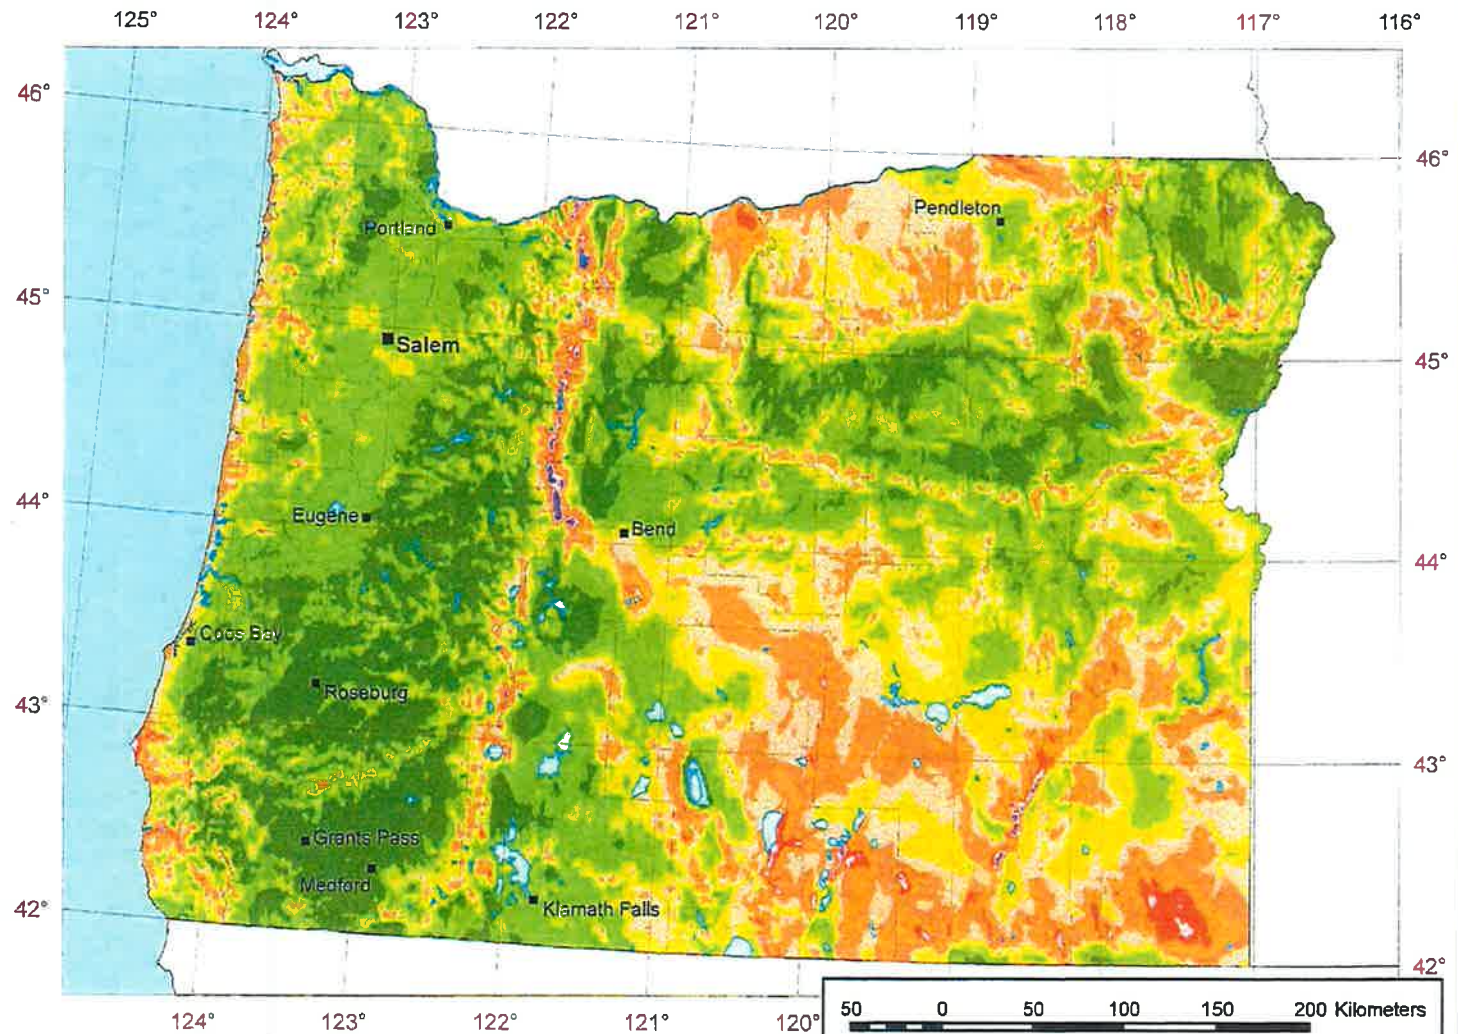 125° 124° 123° 122° 121° 120° 119° 118° 117° 116°
46°
46°
Pendleton
Portland
45°
Salem
45°
44°
Eugene
Bend
44°
Coos Bay
Roseburg
43°
43°
Grants Pass
Medford
42°
Klamath Falls
42°
50 0 50 100 150 200 Kilometers
124° 123° 122° 121° 120°